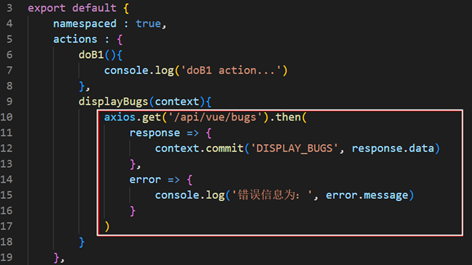 3 export default {
4 namespaced : true,
5 actions : {
6 doB1(){
7 console.log('doB1 action...')
8 },
9 displayBugs(context){
10 axios.get('/api/vue/bugs').then(
11 response => {
12 context.commit('DISPLAY_BUGS', response.data)
13 },
14 error => {
15 console.log('错误信息为：', error.message)
16 }
17 )
18 }
19 },